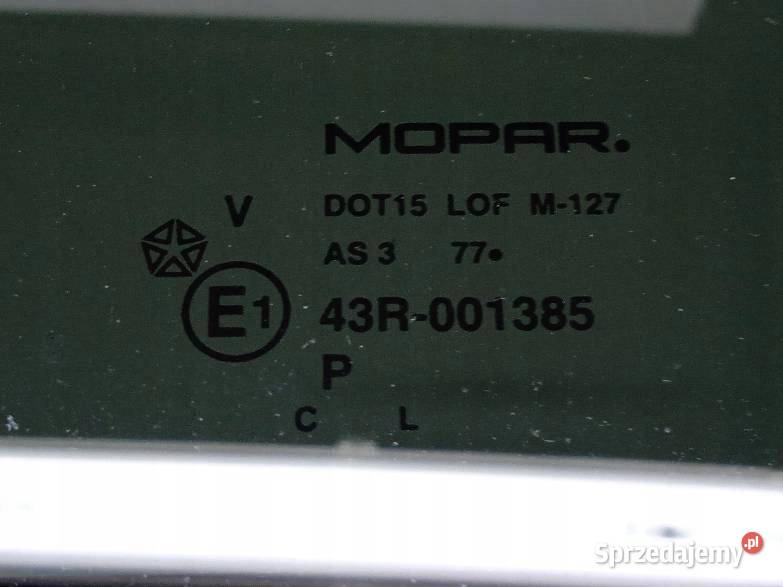 MOPAR.
V DOT15 LOF M-127
AS 3 77•
E1 43R-001385
P
C L
Sprzedajemy.pl